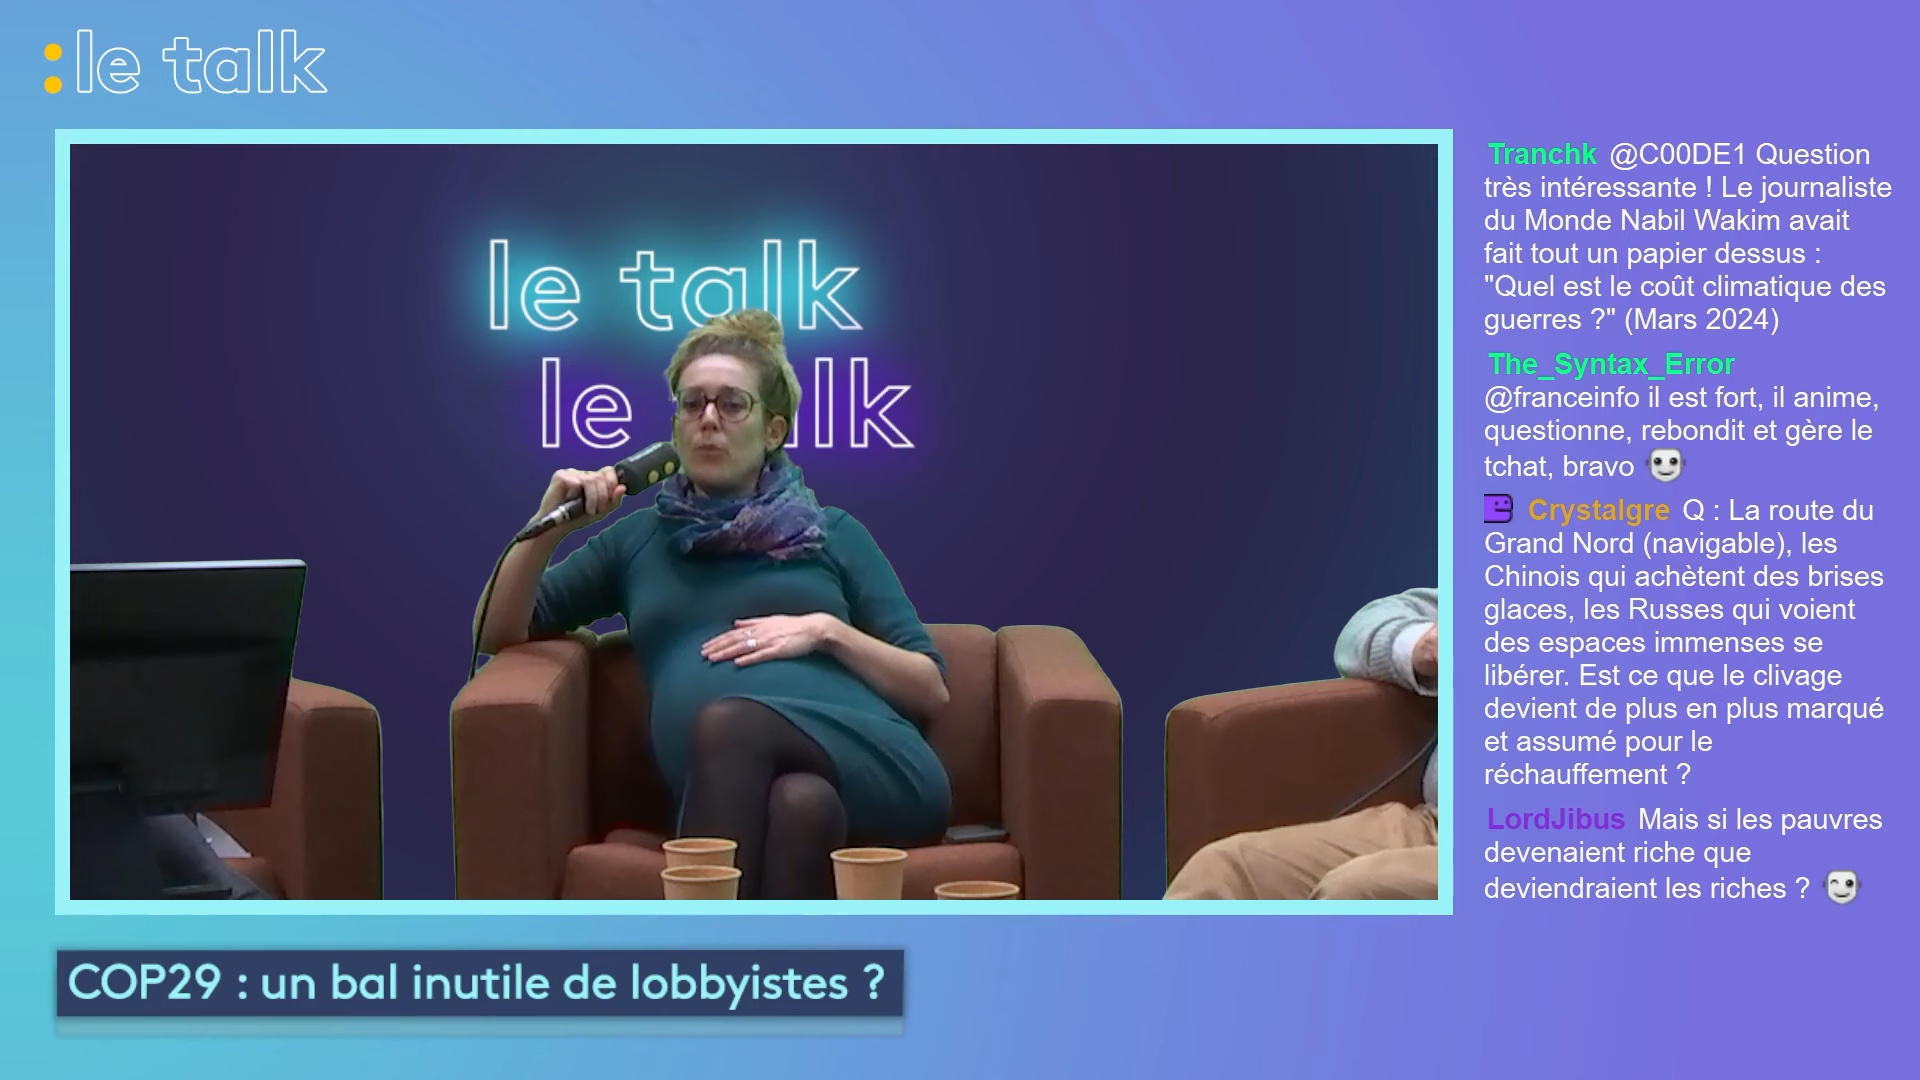 :le talk
le talk
le alk
Tranchk @C00DE1 Question
très intéressante ! Le journaliste
du Monde Nabil Wakim avait
fait tout un papier dessus :
"Quel est le coût climatique des
guerres ?" (Mars 2024)
The_Syntax_Error
@franceinfo il est fort, il anime,
questionne, rebondit et gère le
tchat, bravo
Crystalgre Q : La route du
Grand Nord (navigable), les
Chinois qui achètent des brises
glaces, les Russes qui voient
des espaces immenses se
libérer. Est ce que le clivage
devient de plus en plus marqué
et assumé pour le
réchauffement ?
LordJibus Mais si les pauvres
devenaient riche que
deviendraient les riches ?
COP29 : un bal inutile de lobbyistes ?